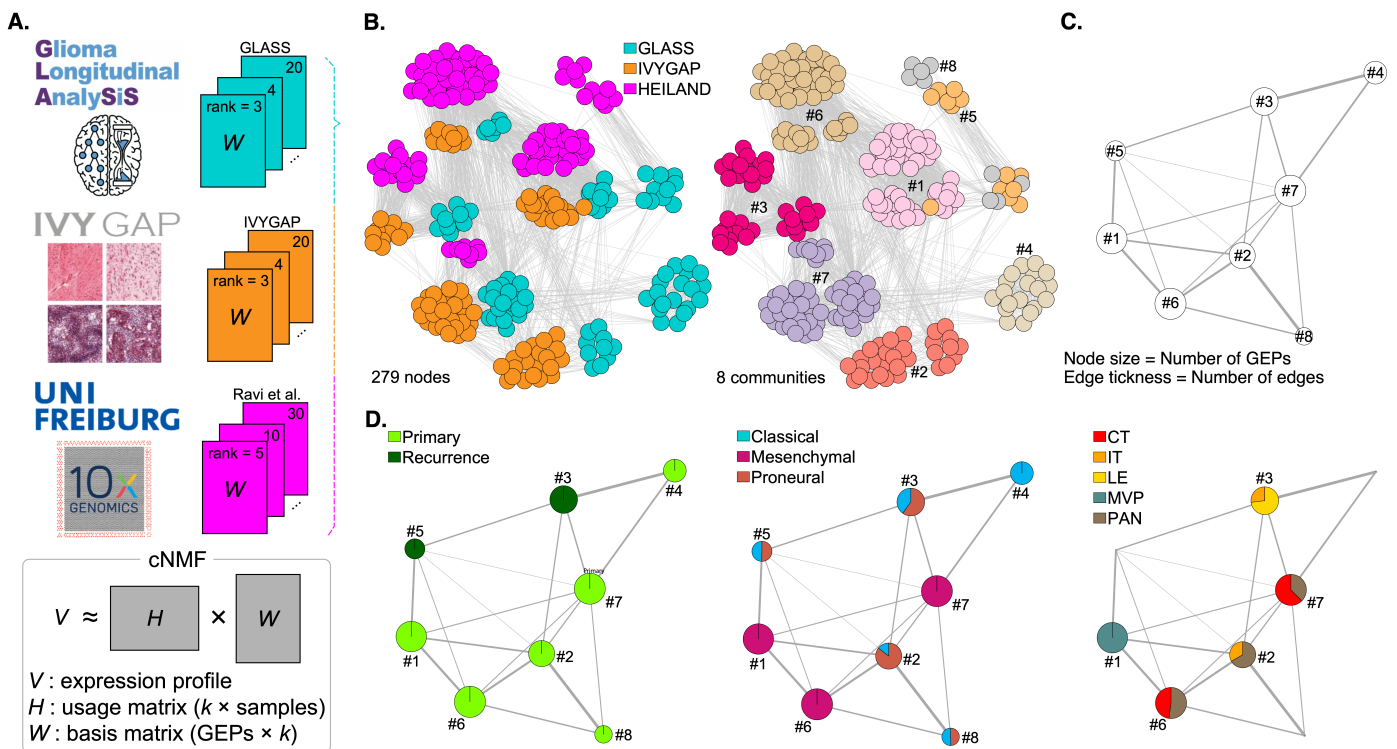 A.
Glioma
Longitudinal
AnalySiS
GLASS
20
4
rank = 3
W
...
IVY GAP
IVYGAP
20
4
rank = 3
W
...
UNI
FREIBURG
10x
GENOMICS
Ravi et al.
30
10
rank = 5
W
...
cNMF
V ≈ H × W
V : expression profile
H : usage matrix (k × samples)
W : basis matrix (GEPs × k)
B.
GLASS
IVYGAP
HEILAND
279 nodes
#8
#5
#6
#1
#3
#4
#7
#2
8 communities
C.
#4
#3
#5
#7
#1
#2
#6
#8
Node size = Number of GEPs
Edge tickness = Number of edges
D.
Primary
Recurrence
#3
#4
#5
Primary
#7
#1
#2
#6
#8
Classical
Mesenchymal
Proneural
#3
#4
#5
#7
#1
#2
#6
#8
CT
IT
LE
MVP
PAN
#3
#7
#1
#2
#6